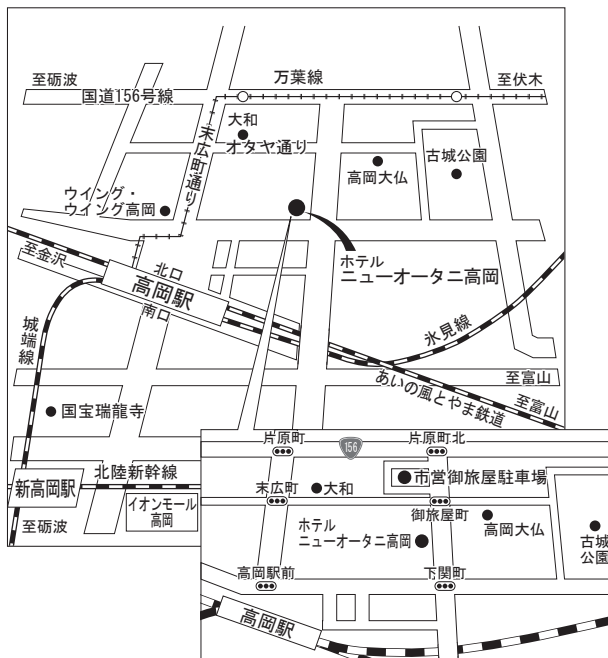 至砺波
国道156号線
万葉線
至伏木
大和
オタヤ通り
末広町通り
高岡大仏
古城公園
ウイング・
ウイング高岡
ホテル
ニューオータニ高岡
至金沢
北口
高岡駅
南口
城端線
氷見線
至富山
あいの風とやま鉄道
至富山
国宝瑞龍寺
北陸新幹線
新高岡駅
イオンモール
高岡
至砺波
片原町
156
片原町北
市営御旅屋駐車場
末広町
大和
御旅屋町
高岡大仏
ホテル
ニューオータニ高岡
古城
公園
高岡駅前
下関町
高岡駅